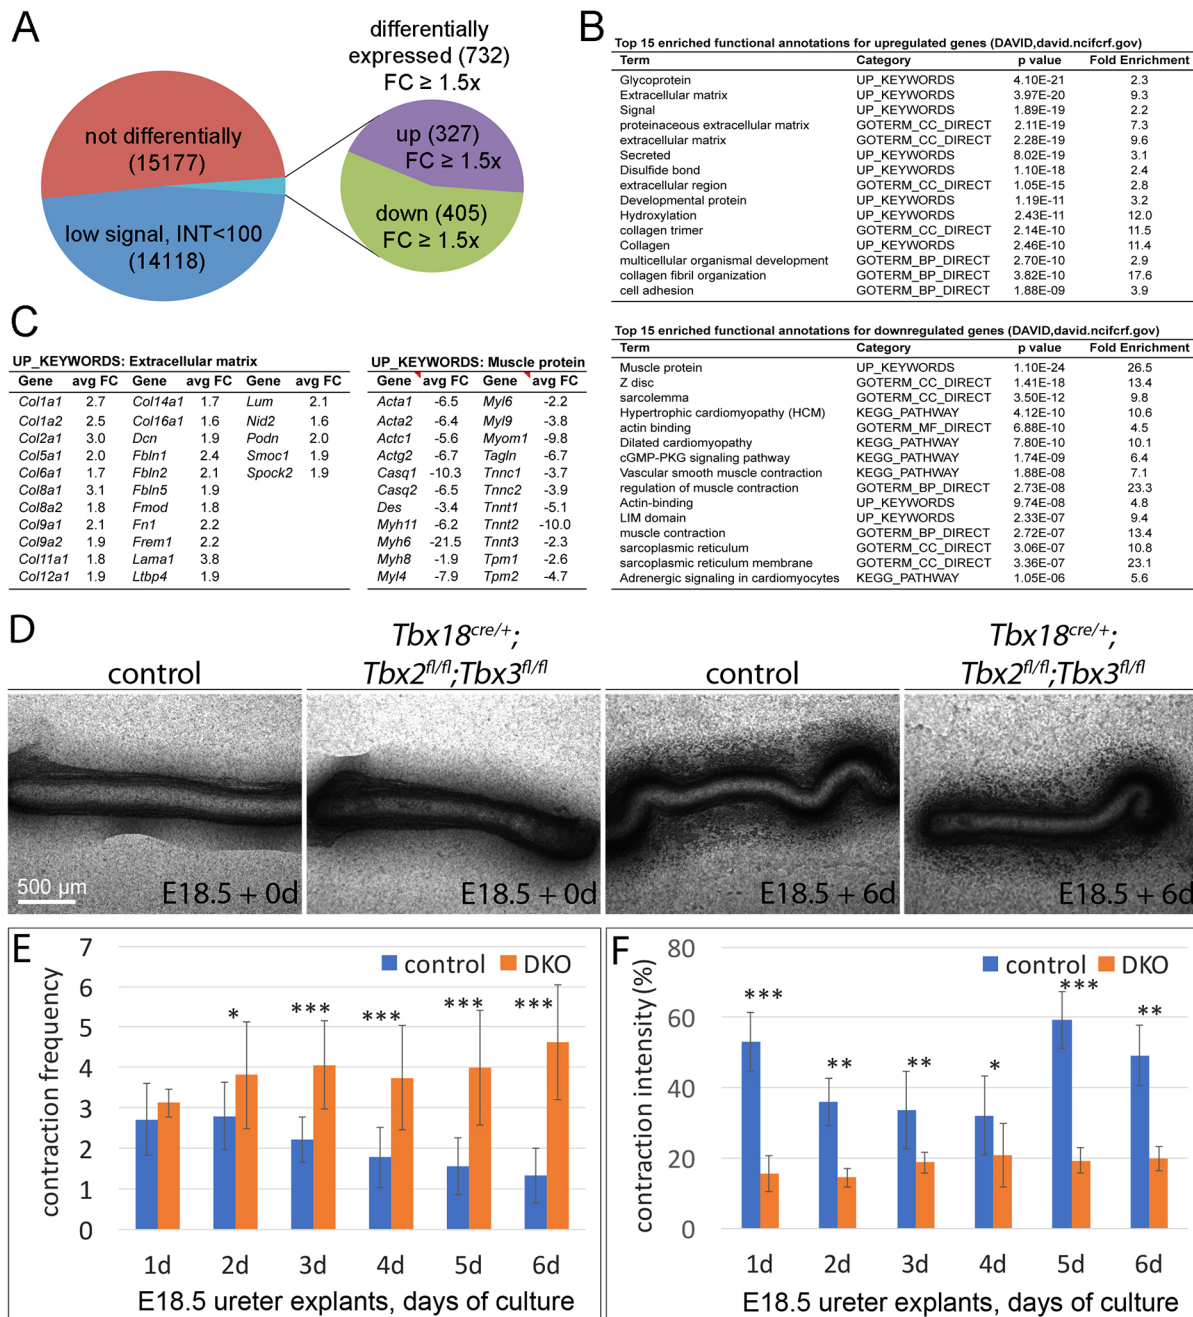 A
not differentially
(15177)
low signal, INT<100
(14118)
differentially
expressed (732)
FC ≥ 1.5x
up (327)
FC ≥ 1.5x
down (405)
FC ≥ 1.5x
B
Top 15 enriched functional annotations for upregulated genes (DAVID,david.ncifcrf.gov)
Term Category p value Fold Enrichment
Glycoprotein UP_KEYWORDS 4.10E-21 2.3
Extracellular matrix UP_KEYWORDS 3.97E-20 9.3
Signal UP_KEYWORDS 1.89E-19 2.2
proteinaceous extracellular matrix GOTERM_CC_DIRECT 2.11E-19 7.3
extracellular matrix GOTERM_CC_DIRECT 2.28E-19 9.6
Secreted UP_KEYWORDS 8.02E-19 3.1
Disulfide bond UP_KEYWORDS 1.10E-18 2.4
extracellular region GOTERM_CC_DIRECT 1.05E-15 2.8
Developmental protein UP_KEYWORDS 1.19E-11 3.2
Hydroxylation UP_KEYWORDS 2.43E-11 12.0
collagen trimer GOTERM_CC_DIRECT 2.14E-10 11.5
Collagen UP_KEYWORDS 2.46E-10 11.4
multicellular organismal development GOTERM_BP_DIRECT 2.70E-10 2.9
collagen fibril organization GOTERM_BP_DIRECT 3.82E-10 17.6
cell adhesion GOTERM_BP_DIRECT 1.88E-09 3.9
Top 15 enriched functional annotations for downregulated genes (DAVID,david.ncifcrf.gov)
Term Category p value Fold Enrichment
Muscle protein UP_KEYWORDS 1.10E-24 26.5
Z disc GOTERM_CC_DIRECT 1.41E-18 13.4
sarcolemma GOTERM_CC_DIRECT 3.50E-12 9.8
Hypertrophic cardiomyopathy (HCM) KEGG_PATHWAY 4.12E-10 10.6
actin binding GOTERM_MF_DIRECT 6.88E-10 4.5
Dilated cardiomyopathy KEGG_PATHWAY 7.80E-10 10.1
cGMP-PKG signaling pathway KEGG_PATHWAY 1.74E-09 6.4
Vascular smooth muscle contraction KEGG_PATHWAY 1.88E-08 7.1
regulation of muscle contraction GOTERM_BP_DIRECT 2.73E-08 23.3
Actin-binding UP_KEYWORDS 9.74E-08 4.8
LIM domain UP_KEYWORDS 2.33E-07 9.4
muscle contraction GOTERM_BP_DIRECT 2.72E-07 13.4
sarcoplasmic reticulum GOTERM_CC_DIRECT 3.06E-07 10.8
sarcoplasmic reticulum membrane GOTERM_CC_DIRECT 3.36E-07 23.1
Adrenergic signaling in cardiomyocytes KEGG_PATHWAY 1.05E-06 5.6
C
UP_KEYWORDS: Extracellular matrix
Gene avg FC Gene avg FC Gene avg FC
Col1a1 2.7 Col14a1 1.7 Lum 2.1
Col1a2 2.5 Col16a1 1.6 Nid2 1.6
Col2a1 3.0 Dcn 1.9 Podn 2.0
Col5a1 2.0 Fbln1 2.4 Smoc1 1.9
Col6a1 1.7 Fbln2 2.1 Spock2 1.9
Col8a1 3.1 Fbln5 1.9
Col8a2 1.8 Fmod 1.8
Col9a1 2.1 Fn1 2.2
Col9a2 1.9 Frem1 2.2
Col11a1 1.8 Lama1 3.8
Col12a1 1.9 Ltbp4 1.9
UP_KEYWORDS: Muscle protein
Gene avg FC Gene avg FC
Acta1 -6.5 Myl6 -2.2
Acta2 -6.4 Myl9 -3.8
Actc1 -5.6 Myom1 -9.8
Actg2 -6.7 Tagln -6.7
Casq1 -10.3 Tnnc1 -3.7
Casq2 -6.5 Tnnc2 -3.9
Des -3.4 Tnnt1 -5.1
Myh11 -6.2 Tnnt2 -10.0
Myh6 -21.5 Tnnt3 -2.3
Myh8 -1.9 Tpm1 -2.6
Myl4 -7.9 Tpm2 -4.7
D
control
Tbx18cre/+;
Tbx2fl/fl;Tbx3fl/fl
control
Tbx18cre/+;
Tbx2fl/fl;Tbx3fl/fl
500 µm
E18.5 + 0d
E18.5 + 0d
E18.5 + 6d
E18.5 + 6d
E
contraction frequency
7
6
5
4
3
2
1
0
control DKO
* *** *** *** ***
1d 2d 3d 4d 5d 6d
E18.5 ureter explants, days of culture
F
contraction intensity (%)
80
60
40
20
0
control DKO
*** ** ** * *** **
1d 2d 3d 4d 5d 6d
E18.5 ureter explants, days of culture